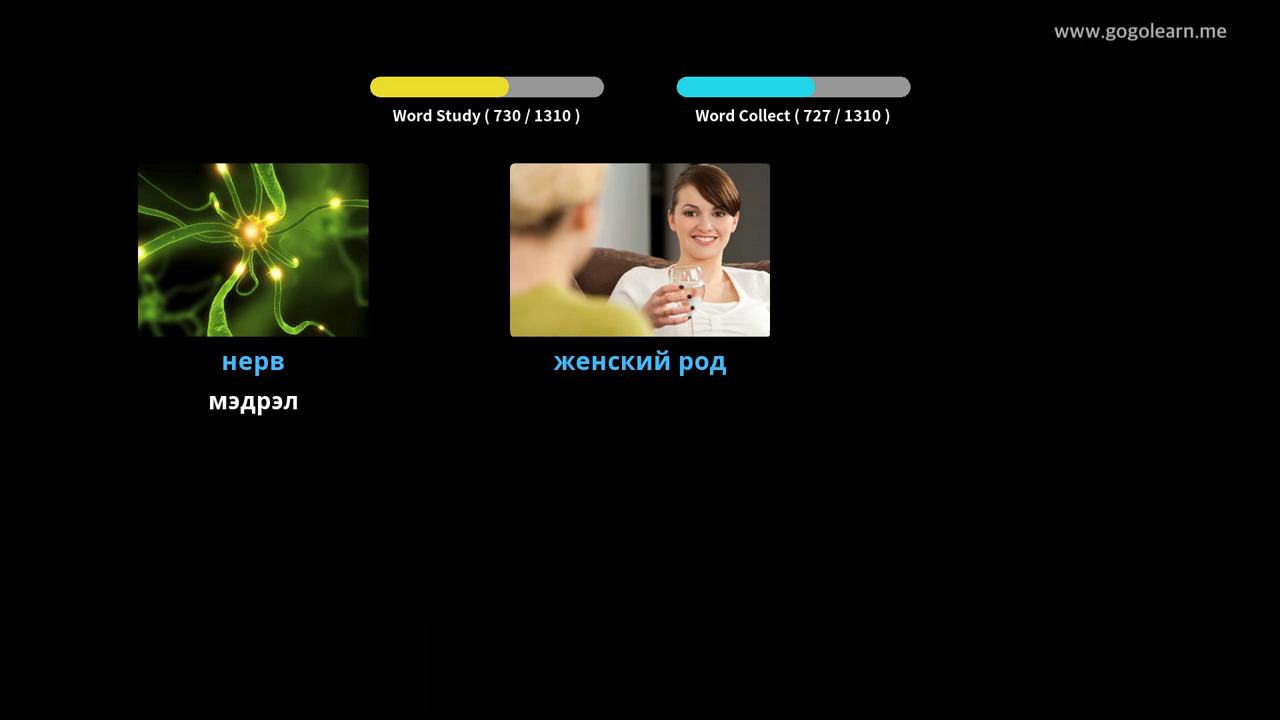 www.gogolearn.me
Word Study ( 730 / 1310 )
Word Collect ( 727 / 1310 )
нерв
мэдрэл
женский род